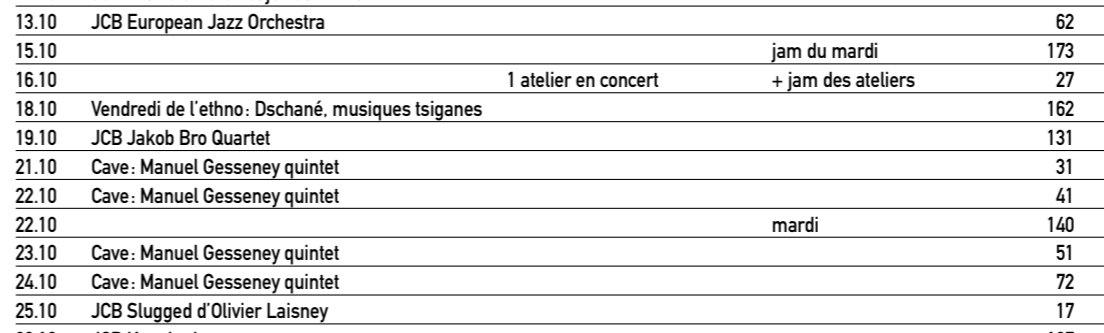 13.10 JCB European Jazz Orchestra 62
15.10 jam du mardi 173
16.10 1 atelier en concert + jam des ateliers 27
18.10 Vendredi de l'ethno: Dschané, musiques tsiganes 162
19.10 JCB Jakob Bro Quartet 131
21.10 Cave: Manuel Gesseney quintet 31
22.10 Cave: Manuel Gesseney quintet 41
22.10 mardi 140
23.10 Cave: Manuel Gesseney quintet 51
24.10 Cave: Manuel Gesseney quintet 72
25.10 JCB Slugged d'Olivier Laisney 17